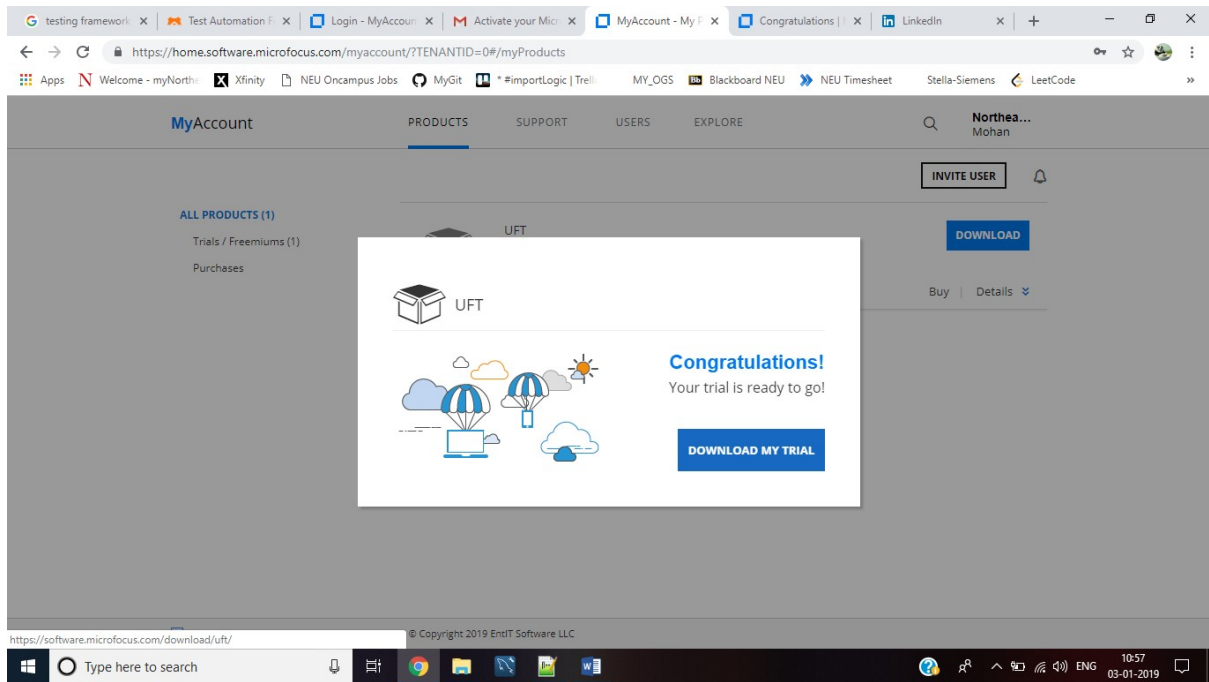 testing framework
Test Automation F
Login - MyAccoun
Activate your Micr
MyAccount - My P
Congratulations |
LinkedIn
https://home.software.microfocus.com/myaccount/?TENANTID=0#/myProducts
Apps
Welcome - myNorthe
Xfinity
NEU Oncampus Jobs
MyGit
* #importLogic | Trell
MY_OGS
Bb
Blackboard NEU
NEU Timesheet
Stella-Siemens
LeetCode
»
MyAccount
PRODUCTS
SUPPORT
USERS
EXPLORE
Northea...
Mohan
INVITE USER
ALL PRODUCTS (1)
Trials / Freemiums (1)
Purchases
UFT
DOWNLOAD
Buy | Details
UFT
Congratulations!
Your trial is ready to go!
DOWNLOAD MY TRIAL
https://software.microfocus.com/download/uft/
© Copyright 2019 EntIT Software LLC
Type here to search
ENG
10:57
03-01-2019